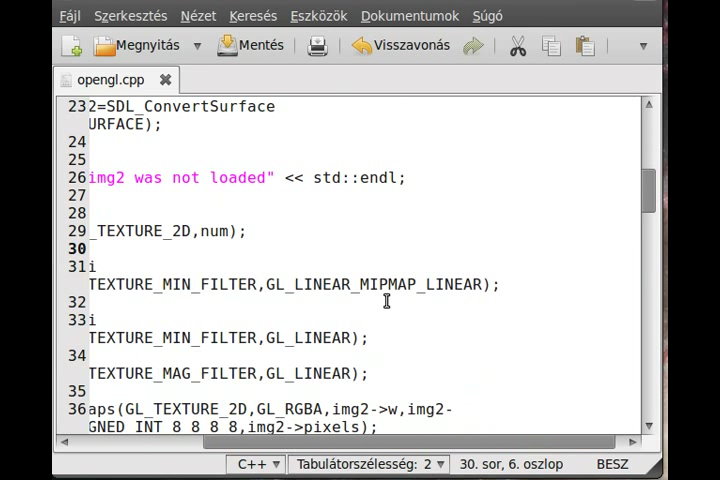 Fájl Szerkesztés Nézet Keresés Eszközök Dokumentumok Súgó
Megnyitás Mentés Visszavonás
opengl.cpp
23 2=SDL_ConvertSurface
URFACE);
24
25
26 img2 was not loaded" << std::endl;
27
28
29 _TEXTURE_2D,num);
30
31 i
TEXTURE_MIN_FILTER,GL_LINEAR_MIPMAP_LINEAR);
32
33 i
TEXTURE_MIN_FILTER,GL_LINEAR);
34
TEXTURE_MAG_FILTER,GL_LINEAR);
35
36 aps(GL_TEXTURE_2D,GL_RGBA,img2->w,img2-
GNED_INT_8_8_8_8,img2->pixels);
C++ Tabulátorszélesség: 2 30. sor, 6. oszlop BESZ